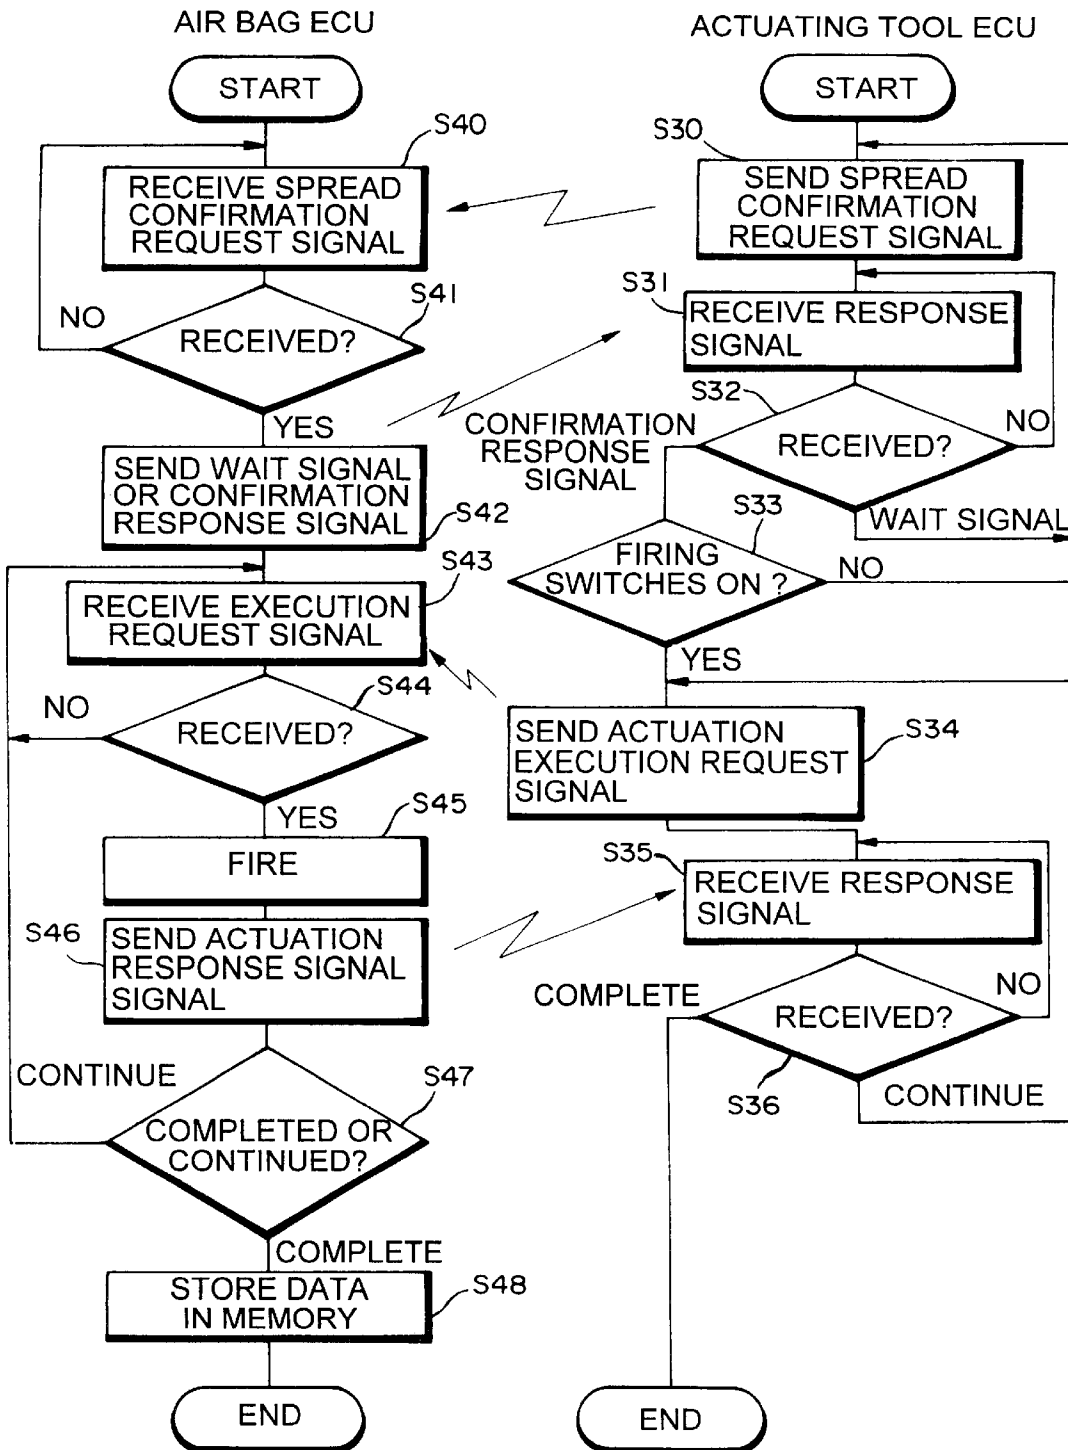 AIR BAG ECU
START
S40
RECEIVE SPREAD
CONFIRMATION
REQUEST SIGNAL
S41
NO
RECEIVED?
YES
SEND WAIT SIGNAL
OR CONFIRMATION
RESPONSE SIGNAL
S42
S43
RECEIVE EXECUTION
REQUEST SIGNAL
S44
NO
RECEIVED?
YES
S45
FIRE
S46
SEND ACTUATION
RESPONSE SIGNAL
SIGNAL
CONTINUE
S47
COMPLETED OR
CONTINUED?
COMPLETE
STORE DATA
IN MEMORY
S48
END
ACTUATING TOOL ECU
START
S30
SEND SPREAD
CONFIRMATION
REQUEST SIGNAL
S31
RECEIVE RESPONSE
SIGNAL
S32
NO
RECEIVED?
CONFIRMATION
RESPONSE
SIGNAL
WAIT SIGNAL
S33
FIRING
SWITCHES ON ?
NO
YES
SEND ACTUATION
EXECUTION REQUEST
SIGNAL
S34
S35
RECEIVE RESPONSE
SIGNAL
COMPLETE
NO
RECEIVED?
S36
CONTINUE
END